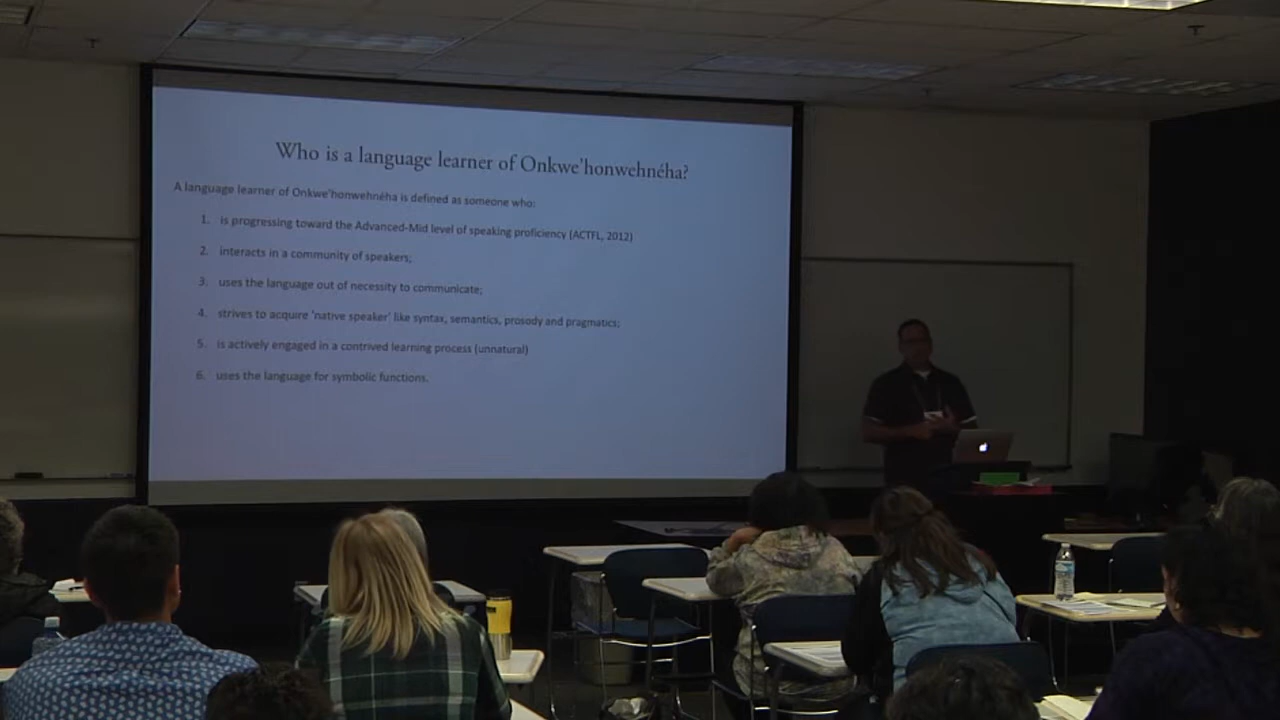 Who is a language learner of Onkwe'honwehnéha?
A language learner of Onkwe'honwehnéha is defined as someone who:
1. is progressing toward the Advanced-Mid level of speaking proficiency (ACTFL, 2012)
2. interacts in a community of speakers;
3. uses the language out of necessity to communicate;
4. strives to acquire 'native speaker' like syntax, semantics, prosody and pragmatics;
5. is actively engaged in a contrived learning process (unnatural)
6. uses the language for symbolic functions.